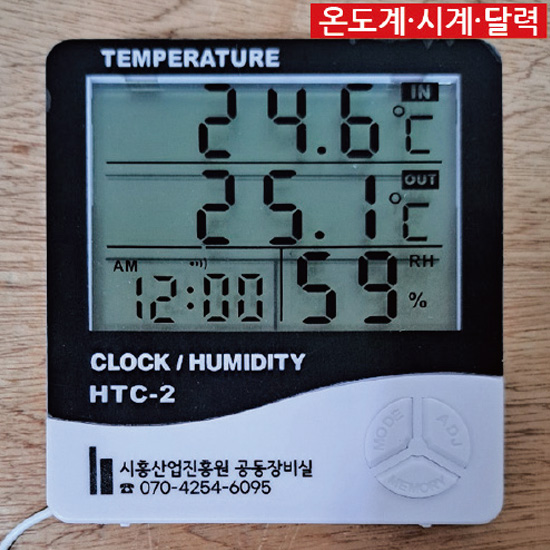 온도계·시계·달력
TEMPERATURE
24.6°C IN
25.1°C OUT
AM 12:00 59 RH %
CLOCK / HUMIDITY
HTC-2
MODE ADJ
MEMORY
시흥산업진흥원 공동장비실
☎ 070-4254-6095